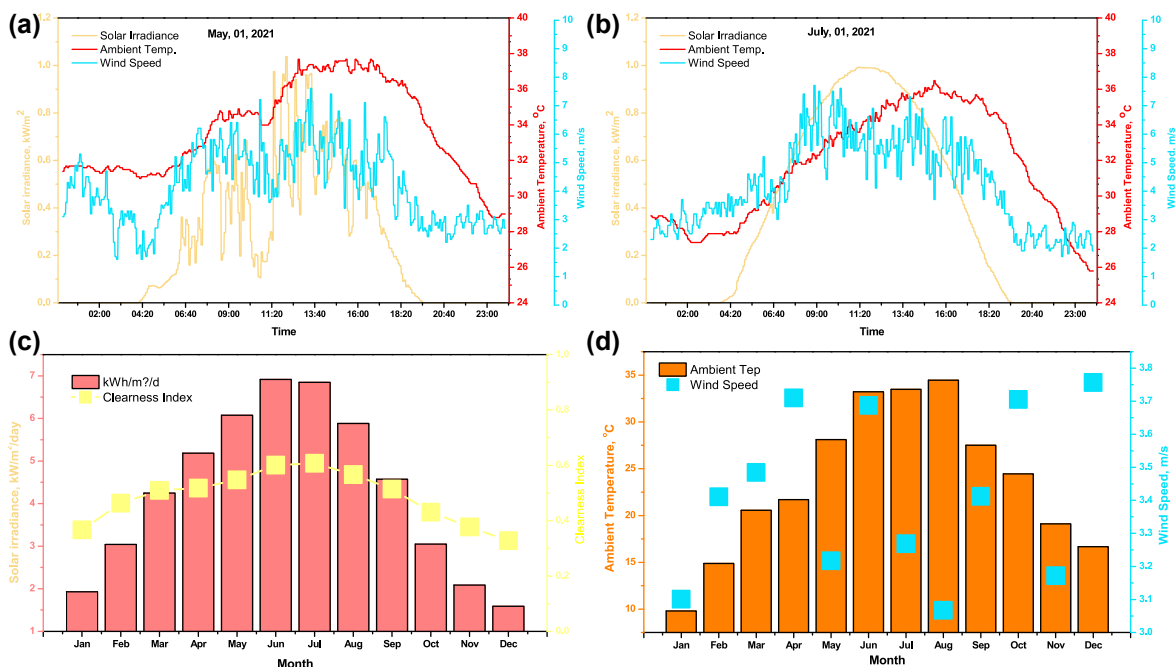 (a)
May, 01, 2021
Solar Irradiance
Ambient Temp.
Wind Speed
1,2
1,0
0,8
0,6
0,4
0,2
0,0
Solar irradiance, kW/m²
02:00 04:20 06:40 09:00 11:20 13:40 16:00 18:20 20:40 23:00
Time
40
38
36
34
32
30
28
26
24
Ambient Temperature, °C
10
9
8
7
6
5
4
3
2
1
0
Wind Speed, m/s
(b)
July, 01, 2021
Solar Irradiance
Ambient Temp.
Wind Speed
1,2
1,0
0,8
0,6
0,4
0,2
0,0
Solar irradiance, kW/m²
02:00 04:20 06:40 09:00 11:20 13:40 16:00 18:20 20:40 23:00
Time
40
38
36
34
32
30
28
26
24
Ambient Temperature, °C
10
9
8
7
6
5
4
3
2
1
0
Wind Speed, m/s
(c)
kWh/m?/d
Clearness Index
7
6
5
4
3
2
1
Solar irradiance, kW/m²/day
Jan Feb Mar Apr May Jun Jul Aug Sep Oct Nov Dec
Month
1,0
0,8
0,6
0,4
0,2
0,0
Clearness Index
(d)
Ambient Tep
Wind Speed
35
30
25
20
15
10
Ambient Temperature, °C
Jan Feb Mar Apr May Jun Jul Aug Sep Oct Nov Dec
Month
3.8
3.7
3.6
3.5
3.4
3.3
3.2
3.1
3.0
Wind Speed, m/s